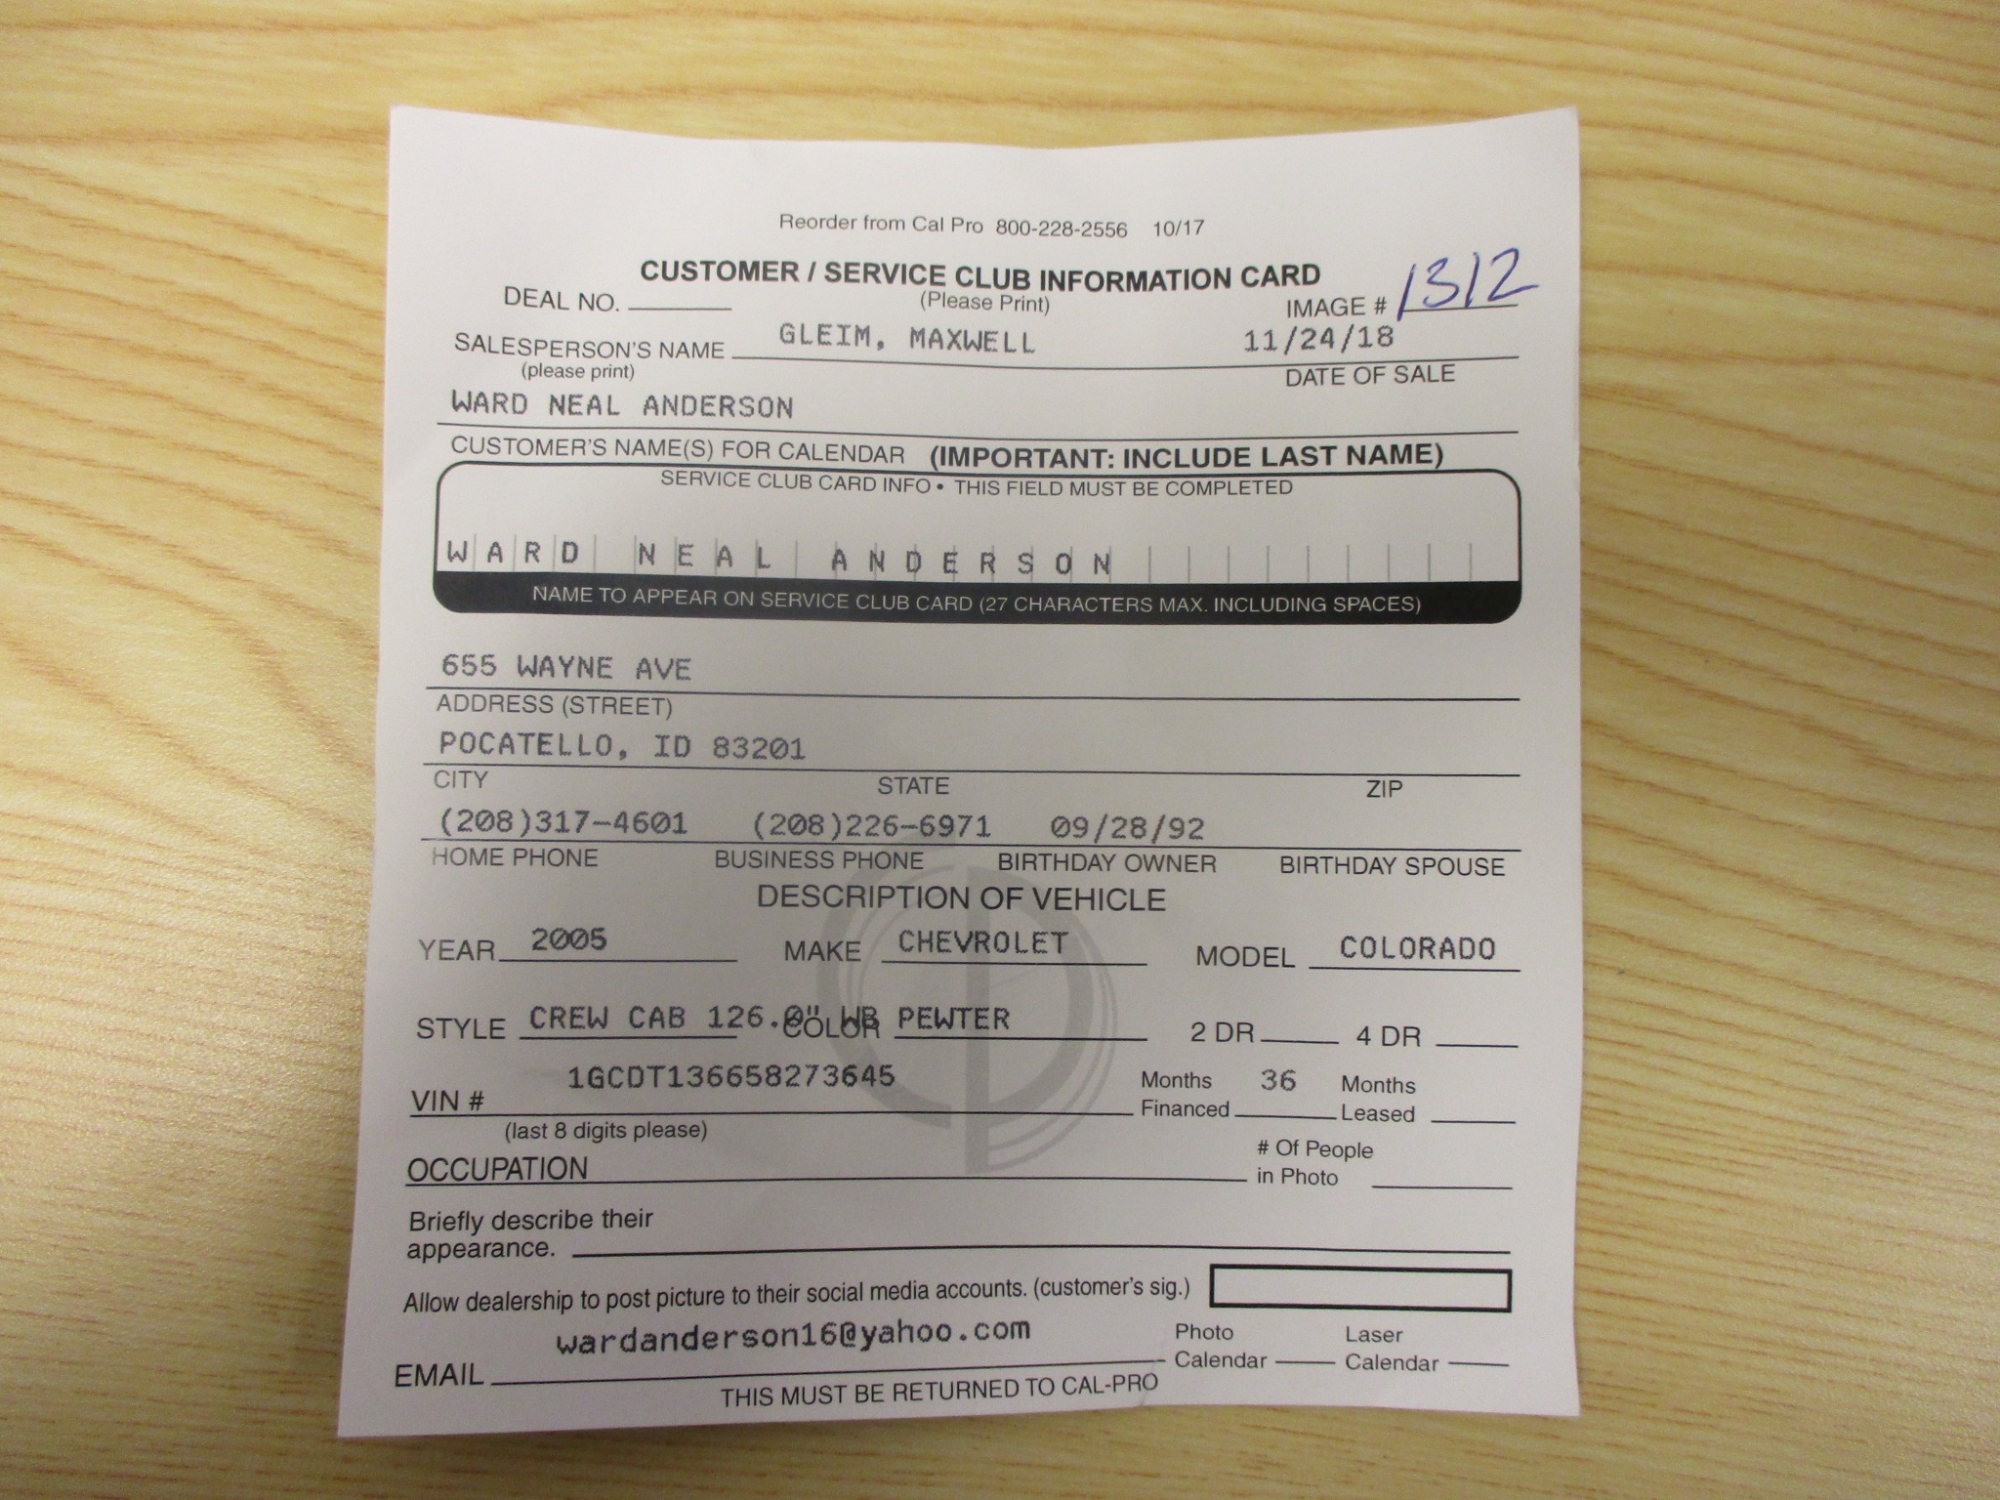 Reorder from Cal Pro 800-228-2556 10/17
CUSTOMER / SERVICE CLUB INFORMATION CARD
DEAL NO. (Please Print) IMAGE # 1312
SALESPERSON'S NAME GLEIM, MAXWELL 11/24/18
(please print) DATE OF SALE
WARD NEAL ANDERSON
CUSTOMER'S NAME(S) FOR CALENDAR (IMPORTANT: INCLUDE LAST NAME)
SERVICE CLUB CARD INFO • THIS FIELD MUST BE COMPLETED
WARD NEAL ANDERSON
NAME TO APPEAR ON SERVICE CLUB CARD (27 CHARACTERS MAX. INCLUDING SPACES)
655 WAYNE AVE
ADDRESS (STREET)
POCATELLO, ID 83201
CITY STATE ZIP
(208)317-4601 (208)226-6971 09/28/92
HOME PHONE BUSINESS PHONE BIRTHDAY OWNER BIRTHDAY SPOUSE
DESCRIPTION OF VEHICLE
YEAR 2005 MAKE CHEVROLET MODEL COLORADO
STYLE CREW CAB 126.0" WB COLOR PEWTER 2 DR 4 DR
VIN # 1GCDT136658273645 Months Financed 36 Months Leased
(last 8 digits please)
OCCUPATION # Of People in Photo
Briefly describe their
appearance.
Allow dealership to post picture to their social media accounts. (customer's sig.)
EMAIL wardanderson16@yahoo.com Photo Calendar Laser Calendar
THIS MUST BE RETURNED TO CAL-PRO